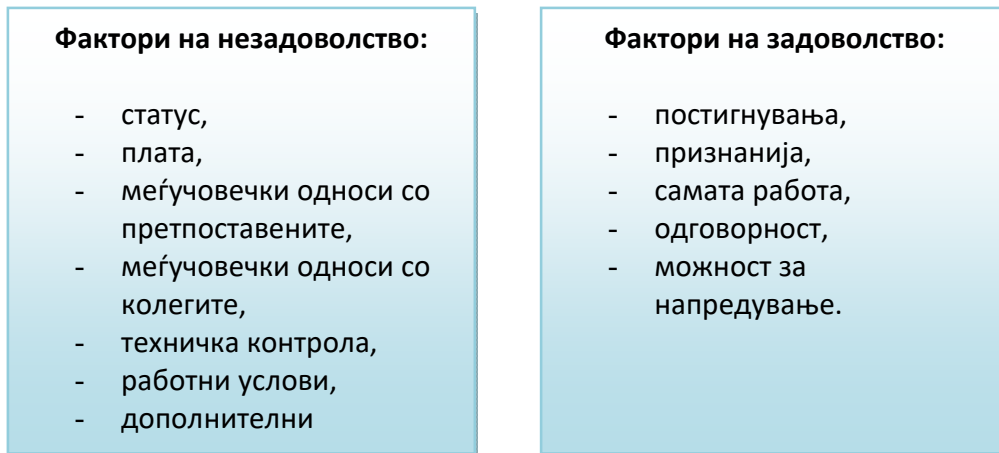 Фактори на незадоволство:
- статус,
- плата,
- меѓучовечки односи со
претпоставените,
- меѓучовечки односи со
колегите,
- техничка контрола,
- работни услови,
- дополнителни
Фактори на задоволство:
- постигнувања,
- признанија,
- самата работа,
- одговорност,
- можност за
напредување.